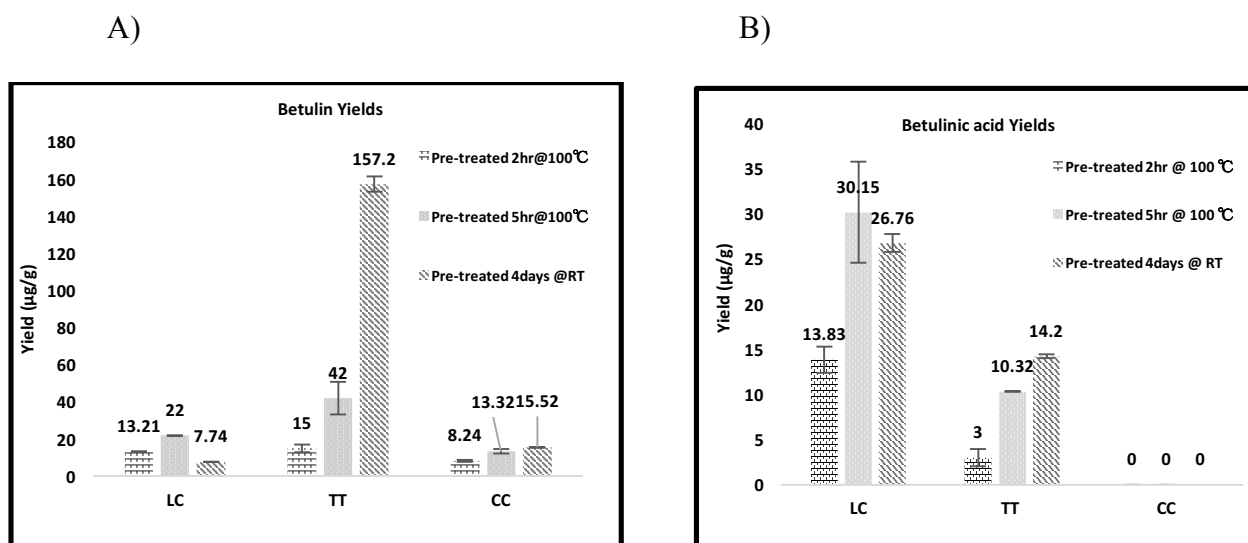 A)
Betulin Yields
Yield (µg/g)
180
160
140
120
100
80
60
40
20
0
13.21
22
7.74
15
42
157.2
8.24
13.32
15.52
LC
TT
CC
Pre-treated 2hr@100℃
Pre-treated 5hr@100℃
Pre-treated 4days @RT
B)
Betulinic acid Yields
Yield (µg/g)
40
35
30
25
20
15
10
5
0
13.83
30.15
26.76
3
10.32
14.2
0
0
0
LC
TT
CC
Pre-treated 2hr @ 100 ℃
Pre-treated 5hr @ 100 ℃
Pre-treated 4days @ RT